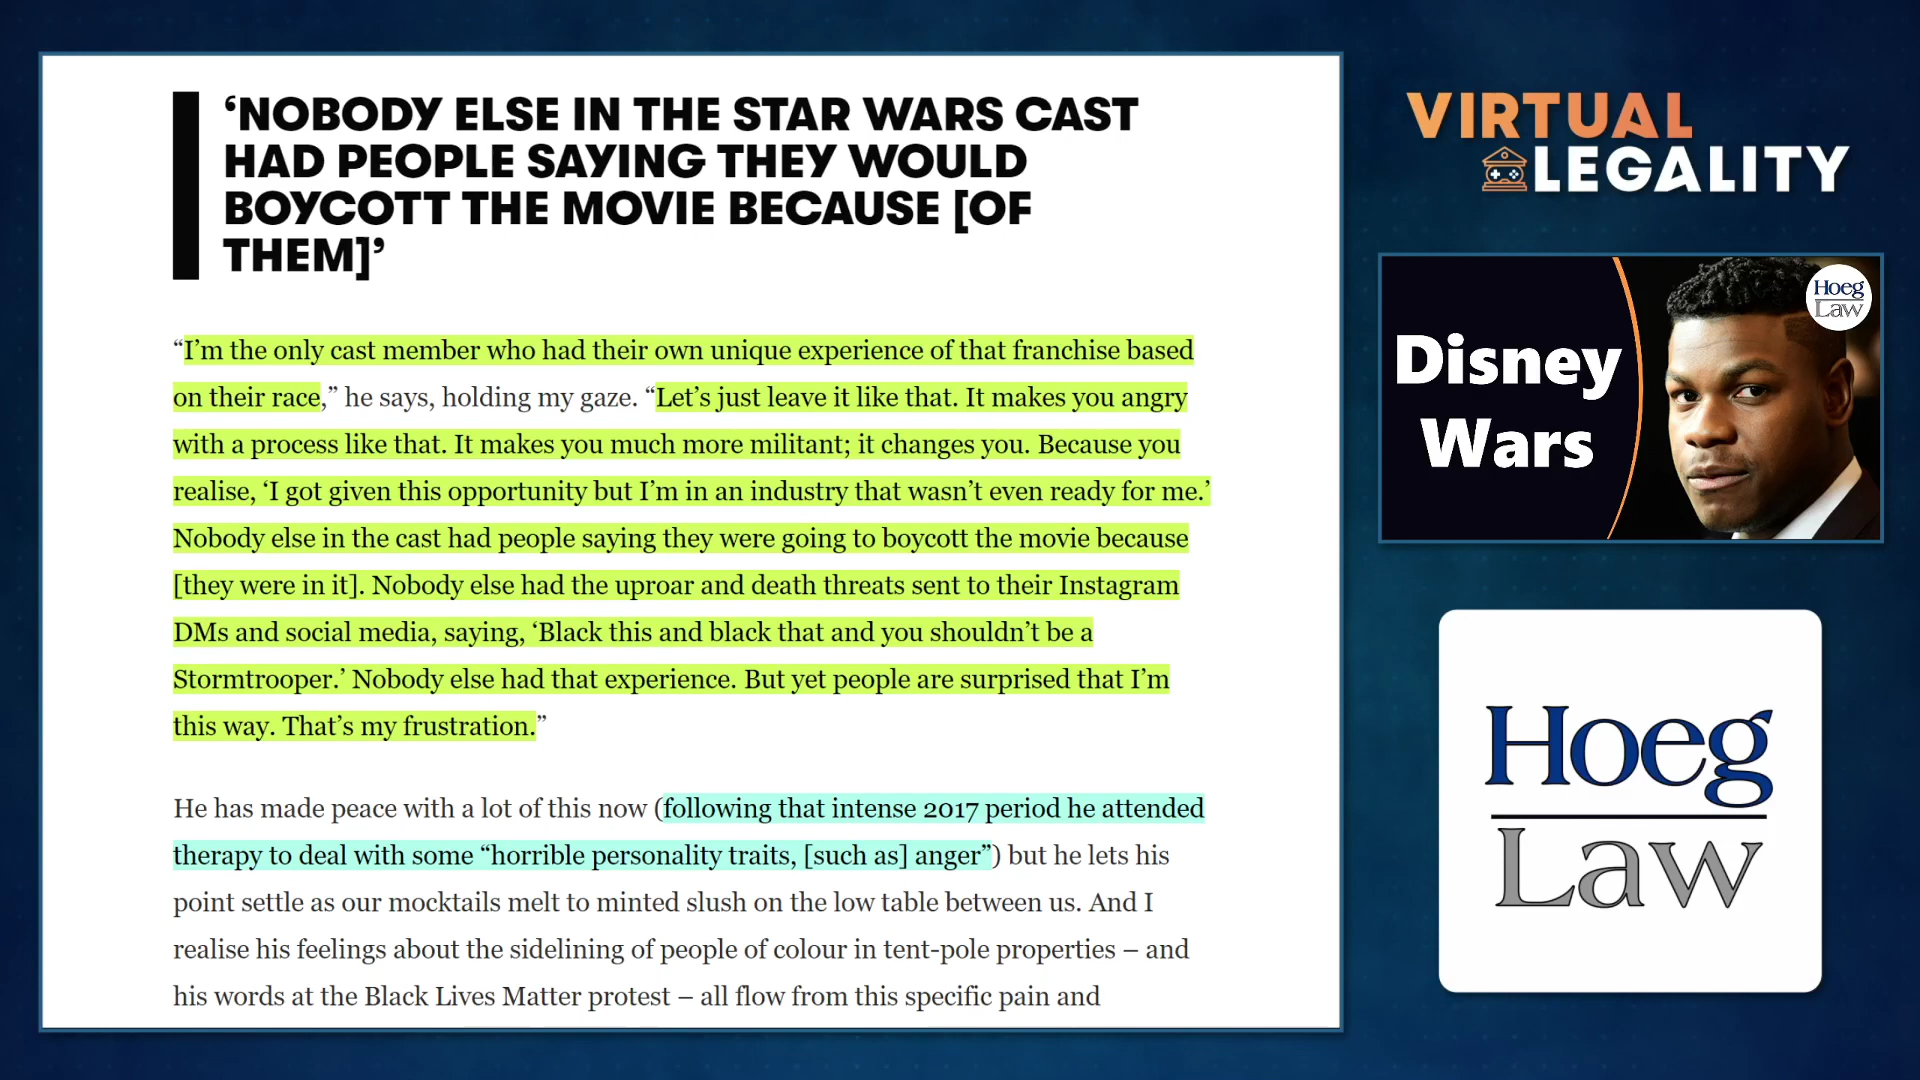 ‘NOBODY ELSE IN THE STAR WARS CAST
HAD PEOPLE SAYING THEY WOULD
BOYCOTT THE MOVIE BECAUSE [OF
THEM]’
“I’m the only cast member who had their own unique experience of that franchise based
on their race,” he says, holding my gaze. “Let’s just leave it like that. It makes you angry
with a process like that. It makes you much more militant; it changes you. Because you
realise, ‘I got given this opportunity but I’m in an industry that wasn’t even ready for me.’
Nobody else in the cast had people saying they were going to boycott the movie because
[they were in it]. Nobody else had the uproar and death threats sent to their Instagram
DMs and social media, saying, ‘Black this and black that and you shouldn’t be a
Stormtrooper.’ Nobody else had that experience. But yet people are surprised that I’m
this way. That’s my frustration.”
He has made peace with a lot of this now (following that intense 2017 period he attended
therapy to deal with some “horrible personality traits, [such as] anger”) but he lets his
point settle as our mocktails melt to minted slush on the low table between us. And I
realise his feelings about the sidelining of people of colour in tent-pole properties – and
his words at the Black Lives Matter protest – all flow from this specific pain and
VIRTUAL
LEGALITY
Disney
Wars
Hoeg
Law
Hoeg
Law